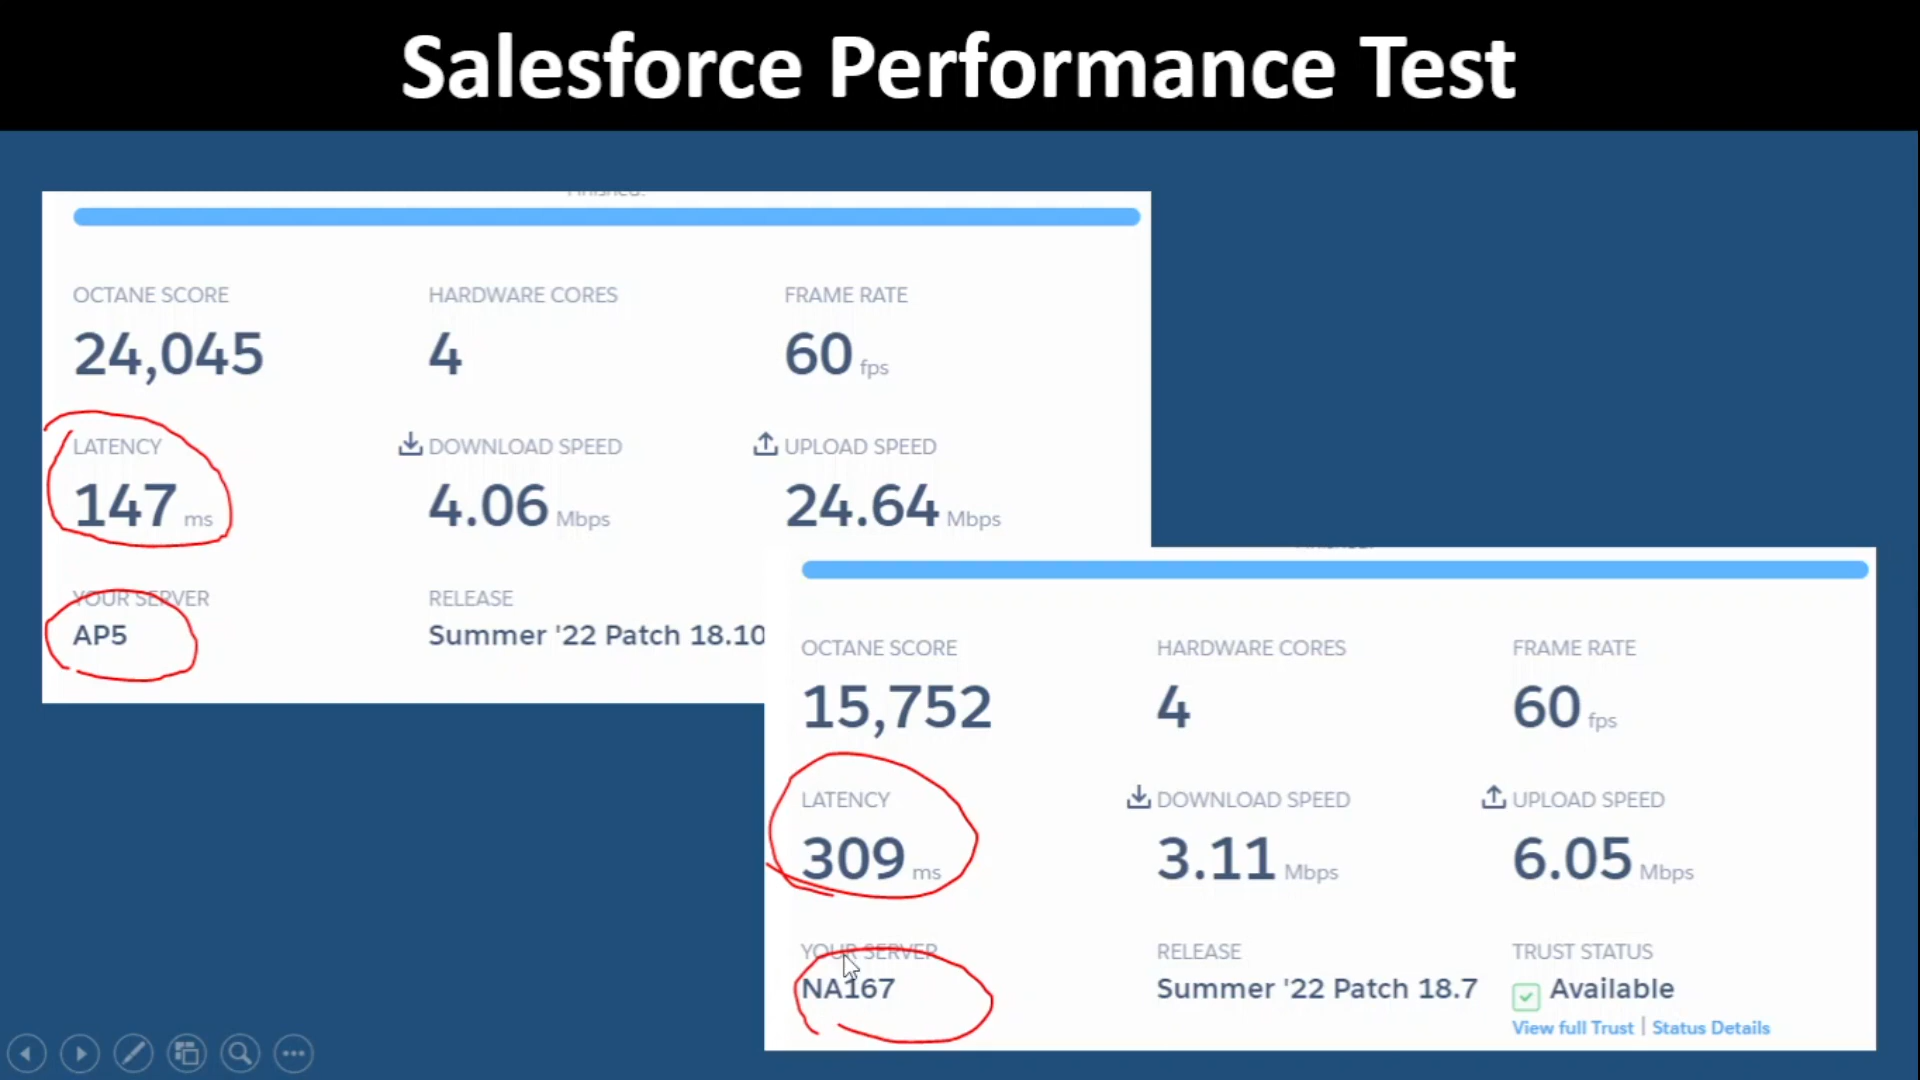 Salesforce Performance Test
OCTANE SCORE HARDWARE CORES FRAME RATE
24,045 4 60 fps
LATENCY DOWNLOAD SPEED UPLOAD SPEED
147 ms 4.06 Mbps 24.64 Mbps
YOUR SERVER RELEASE
AP5 Summer '22 Patch 18.10
OCTANE SCORE HARDWARE CORES FRAME RATE
15,752 4 60 fps
LATENCY DOWNLOAD SPEED UPLOAD SPEED
309 ms 3.11 Mbps 6.05 Mbps
YOUR SERVER RELEASE TRUST STATUS
NA167 Summer '22 Patch 18.7 Available
View full Trust | Status Details